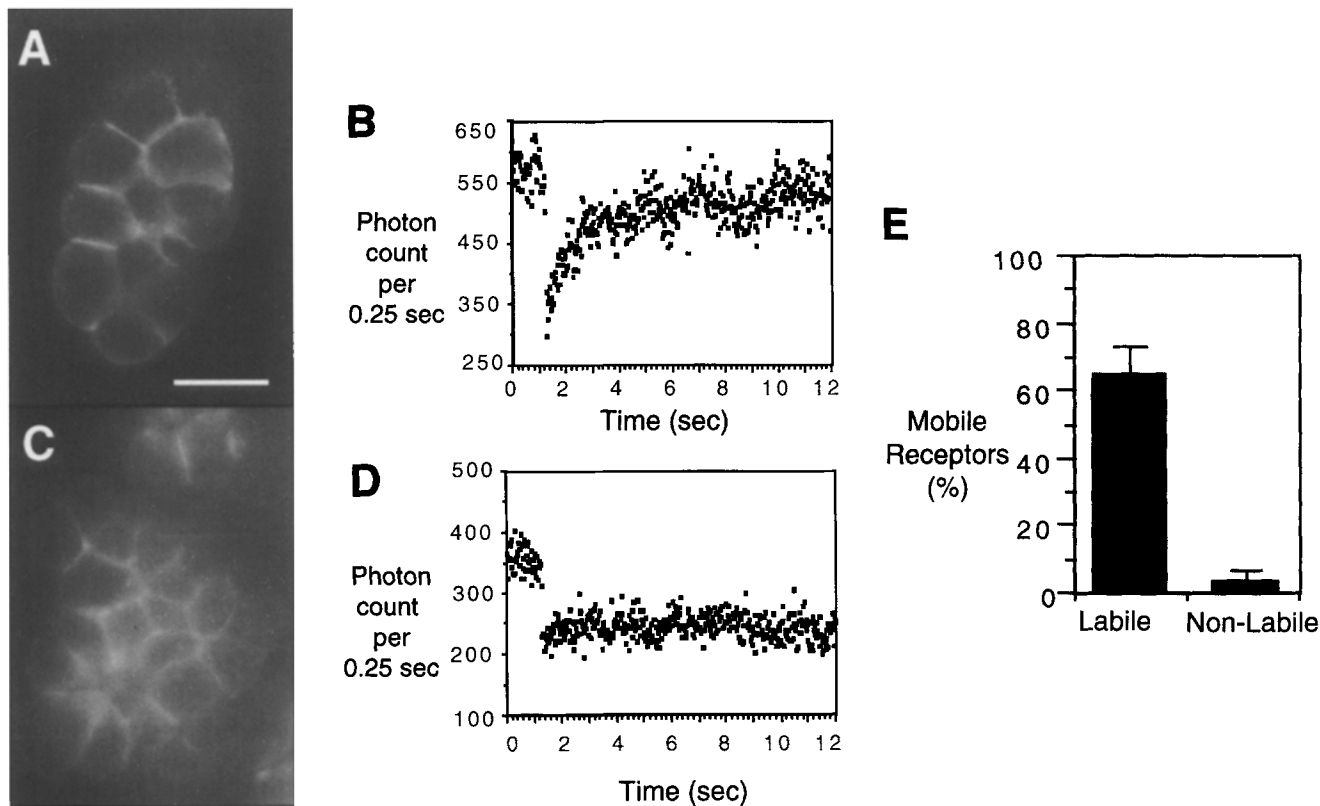 A
C
B
650
550
450
350
250
Photon
count
per
0.25 sec
0 2 4 6 8 10 12
Time (sec)
D
500
400
300
200
100
Photon
count
per
0.25 sec
0 2 4 6 8 10 12
Time (sec)
E
100
80
60
40
20
0
Mobile
Receptors
(%)
Labile Non-Labile